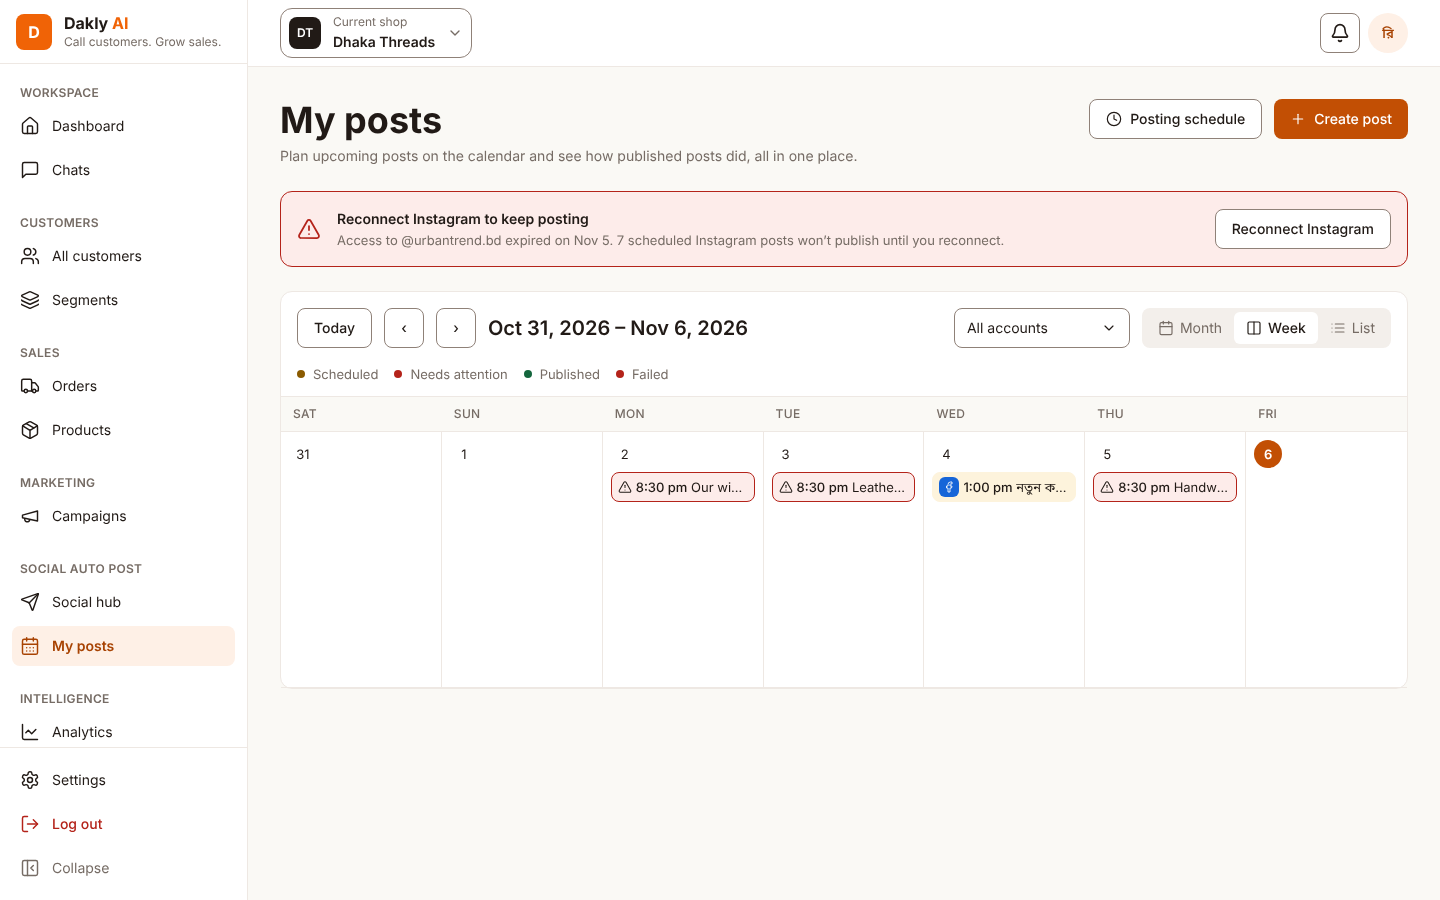 D
Dakly AI
Call customers. Grow sales.
WORKSPACE
Dashboard
Chats
CUSTOMERS
All customers
Segments
SALES
Orders
Products
MARKETING
Campaigns
SOCIAL AUTO POST
Social hub
My posts
INTELLIGENCE
Analytics
Settings
Log out
Collapse
DT
Current shop
Dhaka Threads
রি
My posts
Plan upcoming posts on the calendar and see how published posts did, all in one place.
Posting schedule
Create post
Reconnect Instagram to keep posting
Access to @urbantrend.bd expired on Nov 5. 7 scheduled Instagram posts won’t publish until you reconnect.
Reconnect Instagram
Today
‹
›
Oct 31, 2026 – Nov 6, 2026
All accounts
Month
Week
List
Scheduled
Needs attention
Published
Failed
SAT
SUN
MON
TUE
WED
THU
FRI
31
1
2
3
4
5
6
8:30 pm Our wi...
8:30 pm Leathe...
1:00 pm নতুন ক...
8:30 pm Handw...